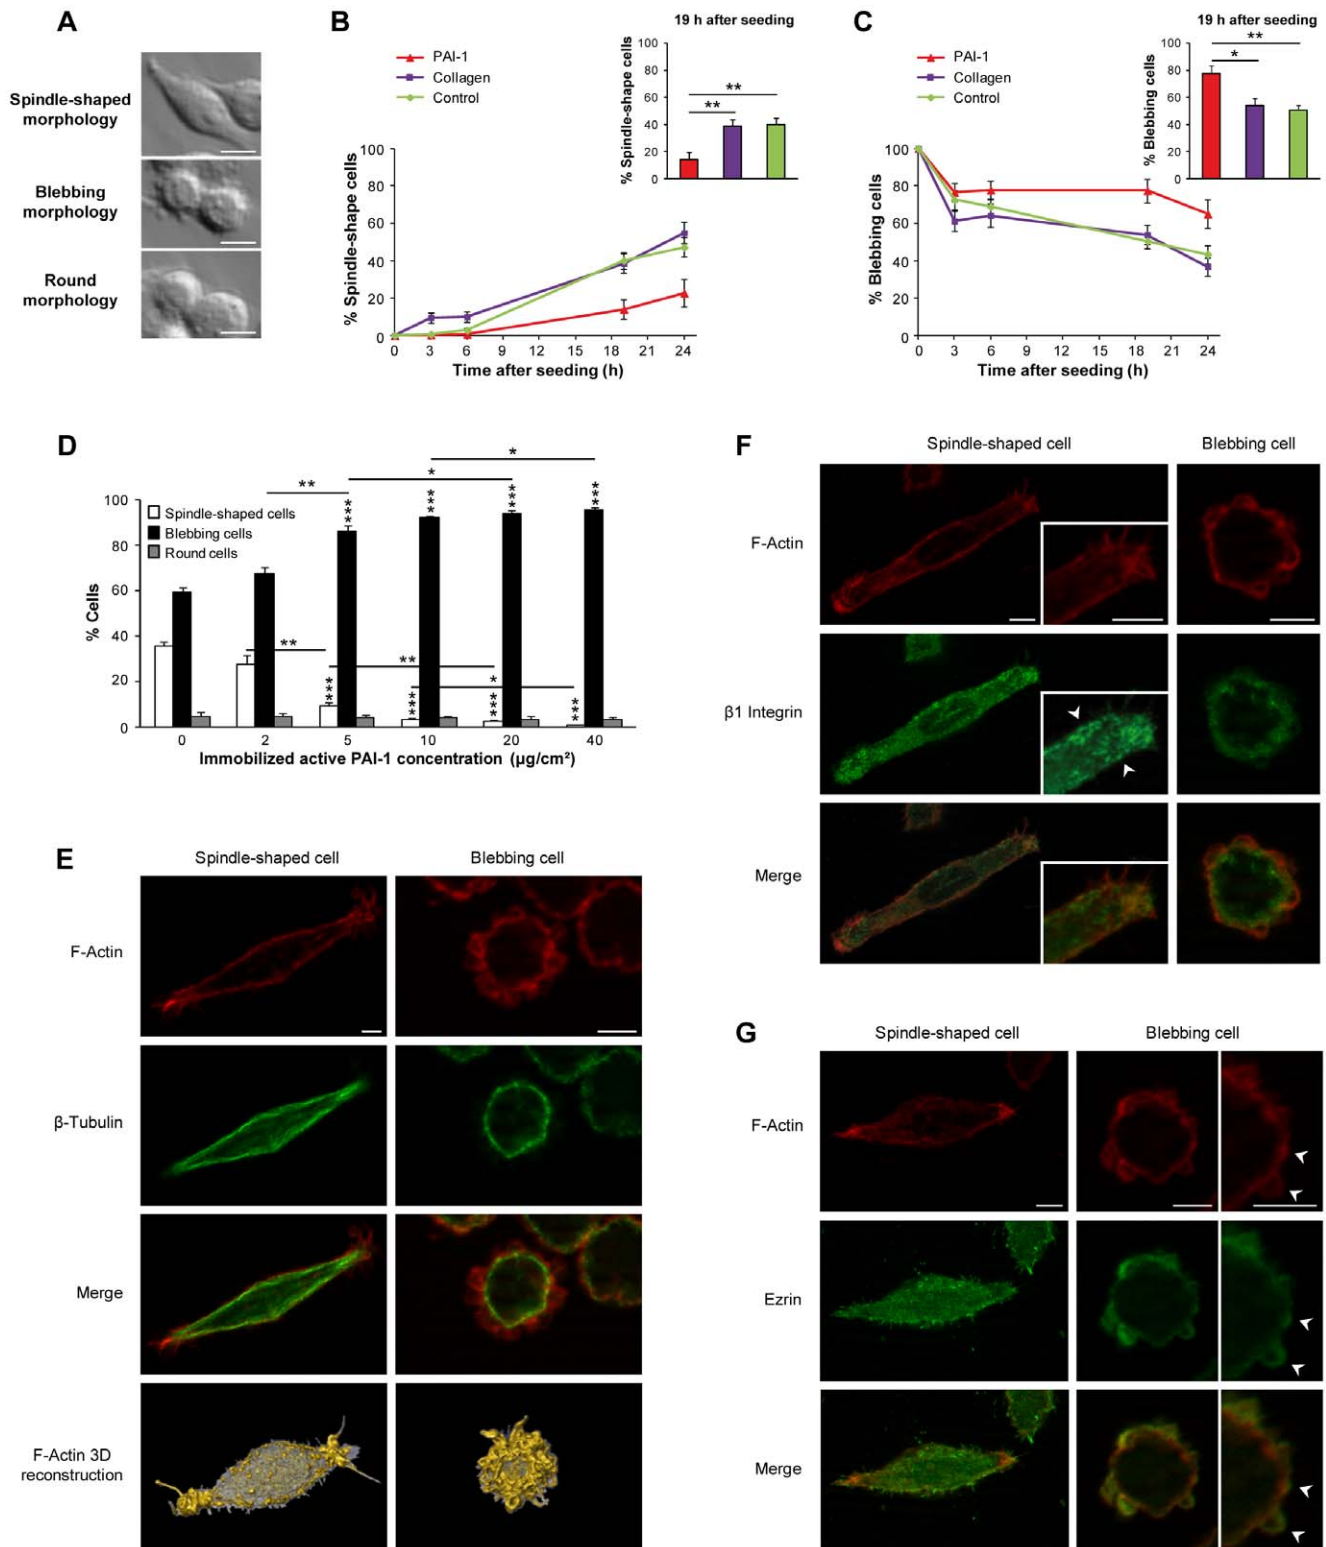 A
Spindle-shaped
morphology
Blebbing
morphology
Round
morphology
B
PAI-1
Collagen
Control
19 h after seeding
% Spindle-shape cells
100
80
60
40
20
0
**
**
% Spindle-shape cells
100
80
60
40
20
0
0 3 6 9 12 15 18 21 24
Time after seeding (h)
C
PAI-1
Collagen
Control
19 h after seeding
% Blebbing cells
100
80
60
40
20
0
**
*
% Blebbing cells
100
80
60
40
20
0
0 3 6 9 12 15 18 21 24
Time after seeding (h)
D
% Cells
100
80
60
40
20
0
Spindle-shaped cells
Blebbing cells
Round cells
*
*
**
*** *** *** ***
**
**
*
*** *** *** ***
0 2 5 10 20 40
Immobilized active PAI-1 concentration (µg/cm²)
E
Spindle-shaped cell Blebbing cell
F-Actin
β-Tubulin
Merge
F-Actin 3D
reconstruction
F
Spindle-shaped cell Blebbing cell
F-Actin
β1 Integrin
Merge
G
Spindle-shaped cell Blebbing cell
F-Actin
Ezrin
Merge